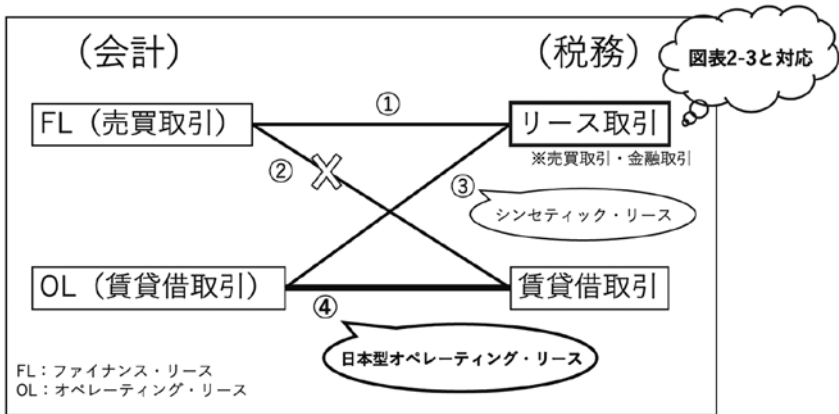 （会計）
（税務）
図表2-3と対応
①
FL（売買取引）
リース取引
※売買取引・金融取引
②
③
シンセティック・リース
OL（賃貸借取引）
賃貸借取引
④
日本型オペレーティング・リース
FL：ファイナンス・リース
OL：オペレーティング・リース